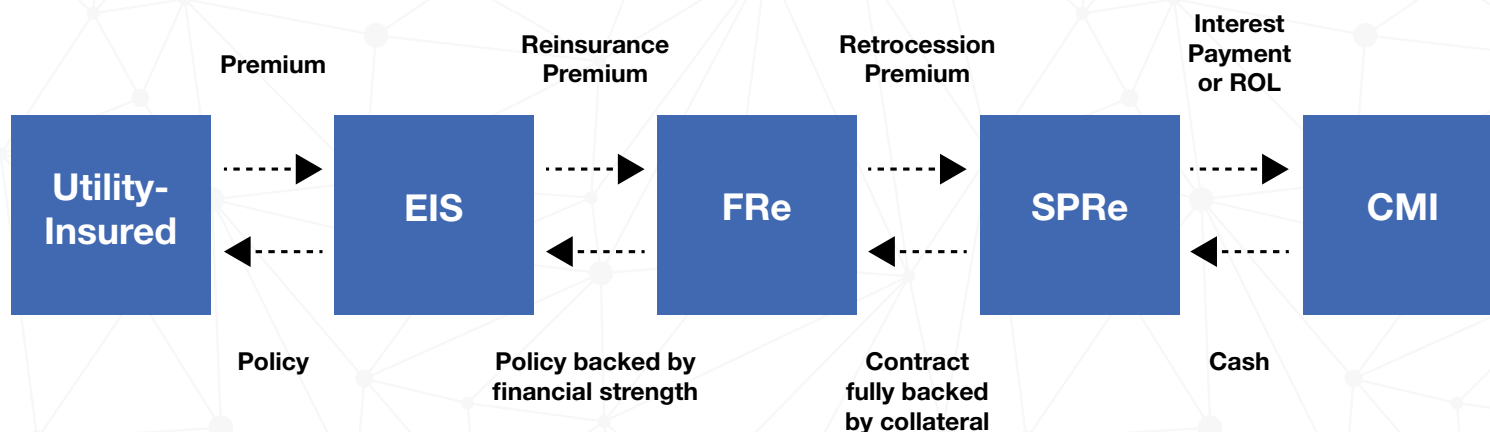 Premium
Reinsurance
Premium
Retrocession
Premium
Interest
Payment
or ROL
Utility-
Insured
EIS
FRe
SPRe
CMI
Policy
Policy backed by
financial strength
Contract
fully backed
by collateral
Cash